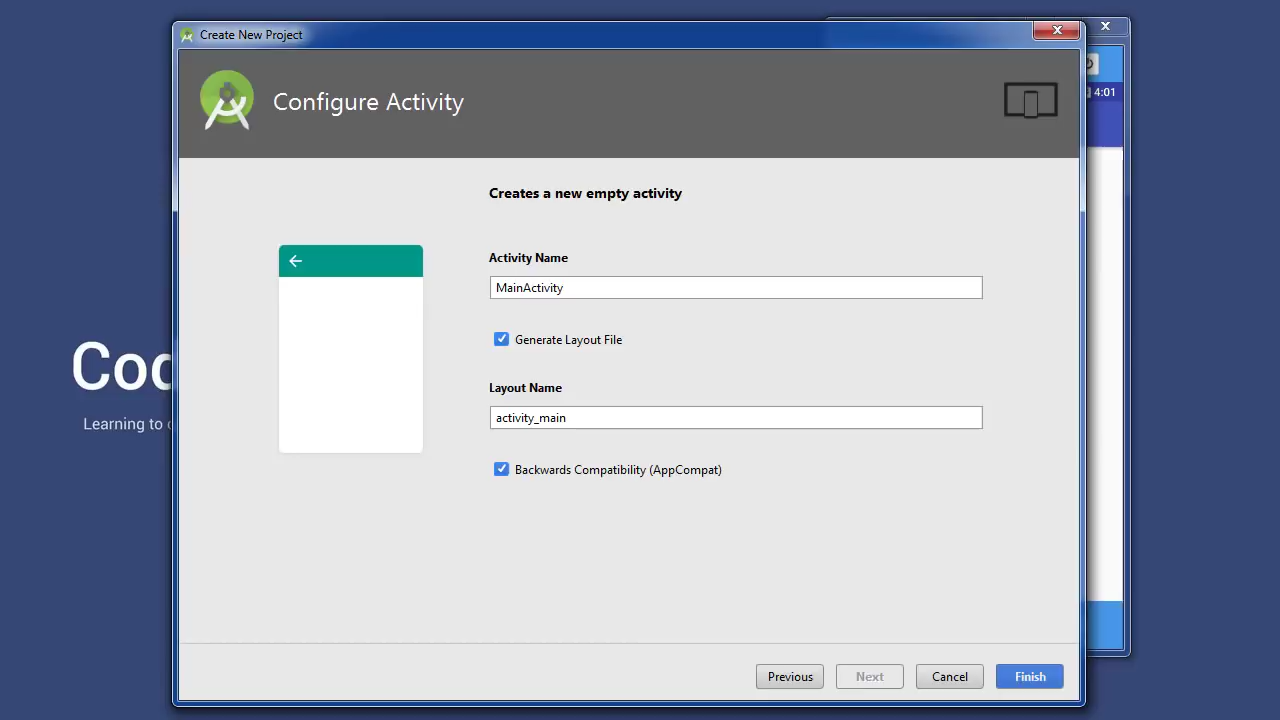 Create New Project
4:01
Configure Activity
Creates a new empty activity
Activity Name
MainActivity
Generate Layout File
Layout Name
activity_main
Backwards Compatibility (AppCompat)
Learning to
Previous
Next
Cancel
Finish